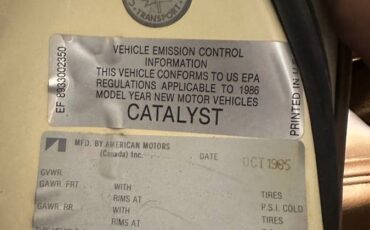 TRANSPORT
VEHICLE EMISSION CONTROL
INFORMATION
THIS VEHICLE CONFORMS TO US EPA
REGULATIONS APPLICABLE TO 1986
MODEL YEAR NEW MOTOR VEHICLES
CATALYST
EF 8983002350
PRINTED IN
MFD. BY AMERICAN MOTORS
(Canada) Inc.
DATE OCT 1985
GVWR.
GAWR. FRT WITH TIRES
RIMS AT P.S.I. COLD
GAWR. RR WITH TIRES
RIMS AT